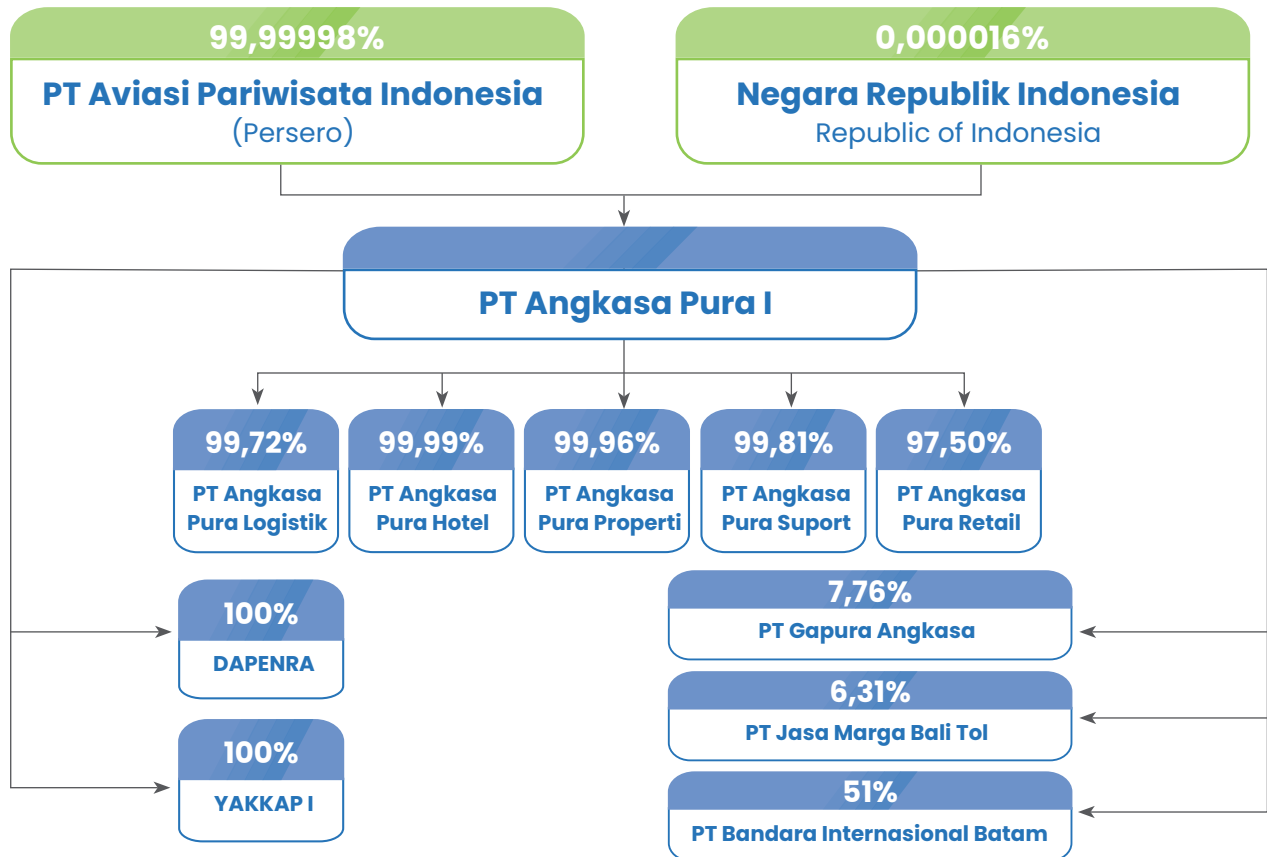 99,99998%
PT Aviasi Pariwisata Indonesia
(Persero)
0,000016%
Negara Republik Indonesia
Republic of Indonesia
PT Angkasa Pura I
99,72%
PT Angkasa
Pura Logistik
99,99%
PT Angkasa
Pura Hotel
99,96%
PT Angkasa
Pura Properti
99,81%
PT Angkasa
Pura Suport
97,50%
PT Angkasa
Pura Retail
100%
DAPENRA
100%
YAKKAP I
7,76%
PT Gapura Angkasa
6,31%
PT Jasa Marga Bali Tol
51%
PT Bandara Internasional Batam